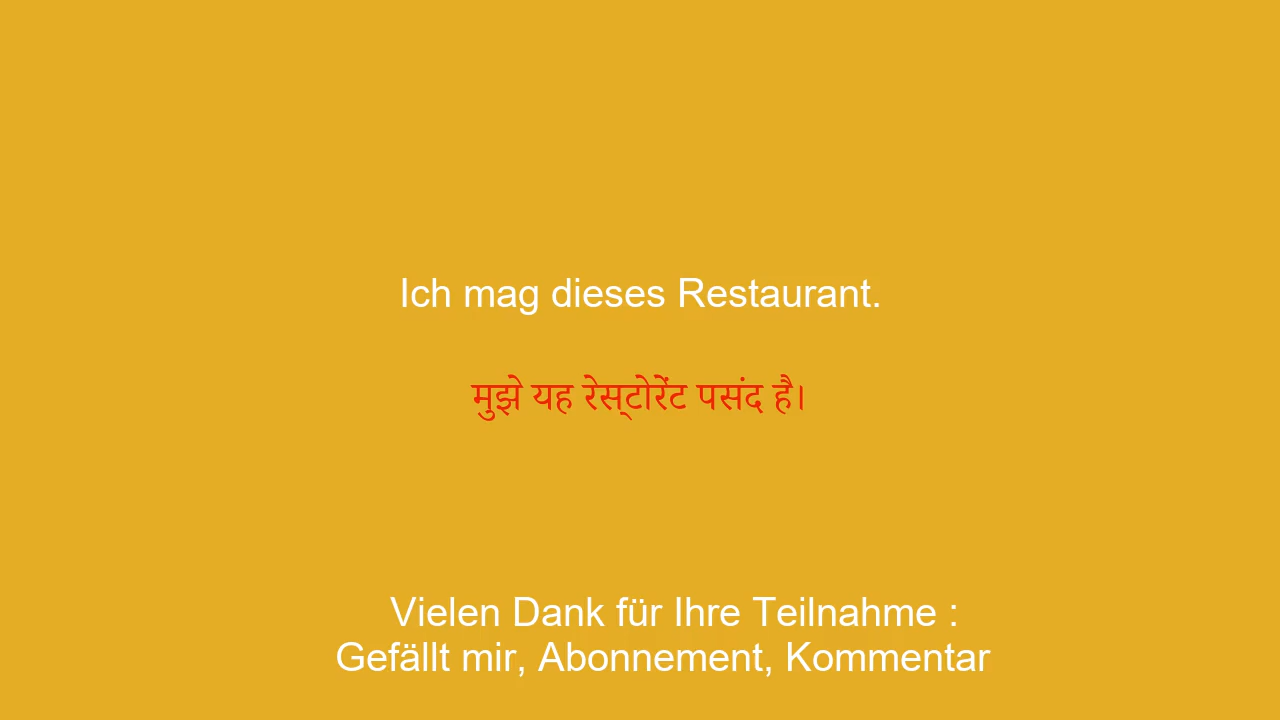 Ich mag dieses Restaurant.
मुझे यह रेस्टोरेंट पसंद है।
Vielen Dank für Ihre Teilnahme :
Gefällt mir, Abonnement, Kommentar